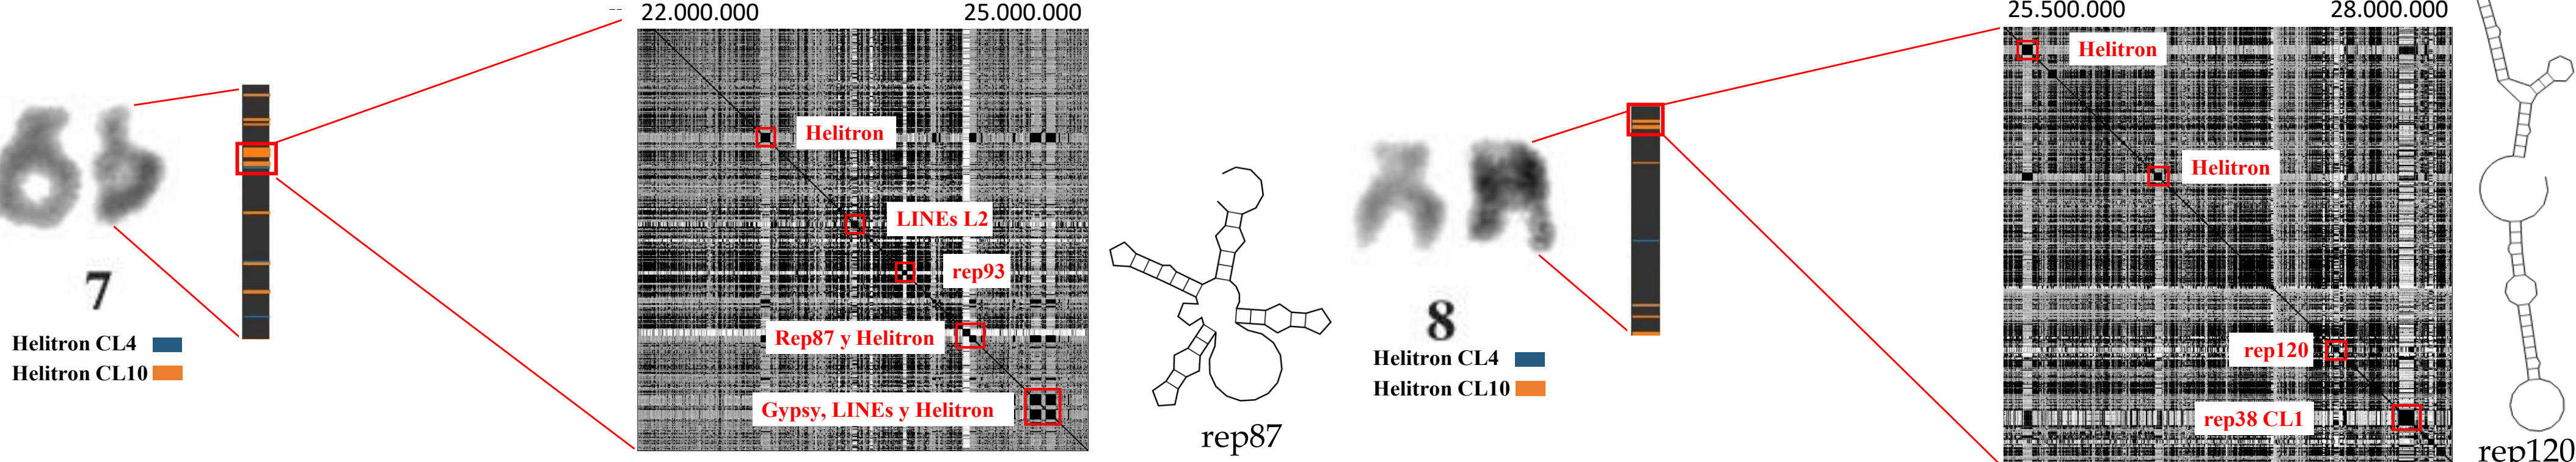 22.000.000 25.000.000
Helitron
LINEs L2
rep93
Rep87 y Helitron
Gypsy, LINEs y Helitron
7
Helitron CL4
Helitron CL10
rep87
25.500.000 28.000.000
Helitron
Helitron
rep120
rep38 CL1
8
Helitron CL4
Helitron CL10
rep120